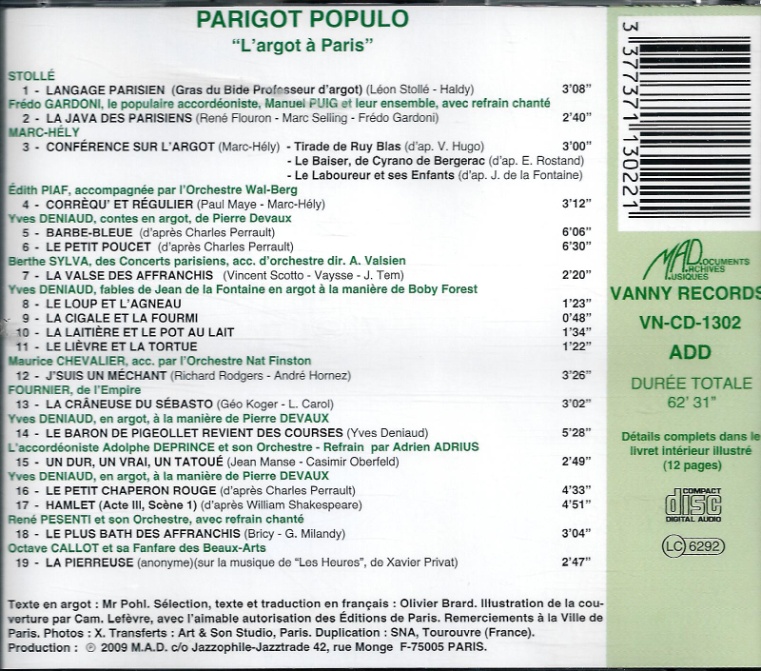 PARIGOT POPULO
“L’argot à Paris”
STOLLÉ
1 - LANGAGE PARISIEN (Gras du Bide Professeur d’argot) (Léon Stollé - Haldy) 3’08”
Frédo GARDONI, le populaire accordéoniste, Manuel PUIG et leur ensemble, avec refrain chanté
2 - LA JAVA DES PARISIENS (René Flouron - Marc Selling - Frédo Gardoni) 2’40”
MARC-HÉLY
3 - CONFÉRENCE SUR L’ARGOT (Marc-Hély) - Tirade de Ruy Blas (d’ap. V. Hugo) 3’00”
- Le Baiser, de Cyrano de Bergerac (d’ap. E. Rostand)
- Le Laboureur et ses Enfants (d’ap. J. de la Fontaine)
Édith PIAF, accompagnée par l’Orchestre Wal-Berg
4 - CORRÈQU’ ET RÉGULIER (Paul Maye - Marc-Hély) 3’12”
Yves DENIAUD, contes en argot, de Pierre Devaux
5 - BARBE-BLEUE (d’après Charles Perrault) 6’06”
6 - LE PETIT POUCET (d’après Charles Perrault) 6’30”
Berthe SYLVA, des Concerts parisiens, acc. d’orchestre dir. A. Valsien
7 - LA VALSE DES AFFRANCHIS (Vincent Scotto - Vaysse - J. Tem) 2’20”
Yves DENIAUD, fables de Jean de la Fontaine en argot à la manière de Boby Forest
8 - LE LOUP ET L’AGNEAU 1’23”
9 - LA CIGALE ET LA FOURMI 0’48”
10 - LA LAITIÈRE ET LE POT AU LAIT 1’34”
11 - LE LIÈVRE ET LA TORTUE 1’22”
Maurice CHEVALIER, acc. par l’Orchestre Nat Finston
12 - J’SUIS UN MÉCHANT (Richard Rodgers - André Hornez) 3’26”
FOURNIER, de l’Empire
13 - LA CRÂNEUSE DU SÉBASTO (Géo Koger - L. Carol) 3’02”
Yves DENIAUD, en argot, à la manière de Pierre DEVAUX
14 - LE BARON DE PIGEOLLET REVIENT DES COURSES (Yves Deniaud) 5’28”
L’accordéoniste Adolphe DEPRINCE et son Orchestre - Refrain par Adrien ADRIUS
15 - UN DUR, UN VRAI, UN TATOUÉ (Jean Manse - Casimir Oberfeld) 2’49”
Yves DENIAUD, en argot, à la manière de Pierre DEVAUX
16 - LE PETIT CHAPERON ROUGE (d’après Charles Perrault) 4’33”
17 - HAMLET (Acte III, Scène 1) (d’après William Shakespeare) 4’51”
René PESENTI et son Orchestre, avec refrain chanté
18 - LE PLUS BATH DES AFFRANCHIS (Bricy - G. Milandy) 3’04”
Octave CALLOT et sa Fanfare des Beaux-Arts
19 - LA PIERREUSE (anonyme)(sur la musique de “Les Heures”, de Xavier Privat) 2’47”
Texte en argot : Mr Pohl. Sélection, texte et traduction en français : Olivier Brard. Illustration de la cou-
verture par Cam. Lefèvre, avec l’aimable autorisation des Éditions de Paris. Remerciements à la Ville de
Paris. Photos : X. Transferts : Art & Son Studio, Paris. Duplication : SNA, Tourouvre (France).
Production : ℗ 2009 M.A.D. c/o Jazzophile-Jazztrade 42, rue Monge F-75005 PARIS.
3 377371 130221
MAD
DOCUMENTS
ARCHIVES
MUSIQUES
VANNY RECORDS
VN-CD-1302
ADD
DURÉE TOTALE
62’ 31”
Détails complets dans le
livret intérieur illustré
(12 pages)
COMPACT
disc
DIGITAL AUDIO
LC 6292